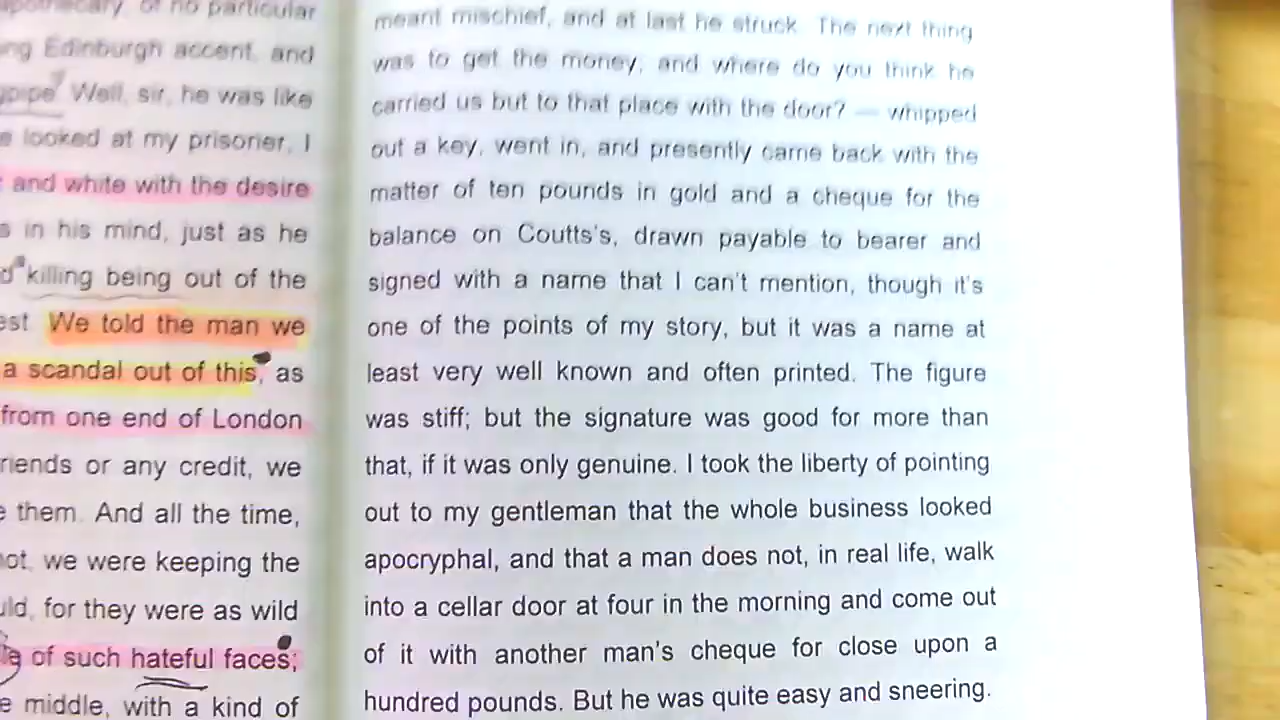 apothecary, of no particular
Edinburgh accent, and
Well, sir, he was like
looked at my prisoner, I
and white with the desire
in his mind, just as he
killing being out of the
We told the man we
a scandal out of this, as
from one end of London
or any credit, we
them. And all the time,
we were keeping the
for they were as wild
of such hateful faces;
middle, with a kind of
meant mischief, and at last he struck. The next thing
was to get the money, and where do you think he
carried us but to that place with the door? — whipped
out a key, went in, and presently came back with the
matter of ten pounds in gold and a cheque for the
balance on Coutts's, drawn payable to bearer and
signed with a name that I can't mention, though it's
one of the points of my story, but it was a name at
least very well known and often printed. The figure
was stiff; but the signature was good for more than
that, if it was only genuine. I took the liberty of pointing
out to my gentleman that the whole business looked
apocryphal, and that a man does not, in real life, walk
into a cellar door at four in the morning and come out
of it with another man's cheque for close upon a
hundred pounds. But he was quite easy and sneering.